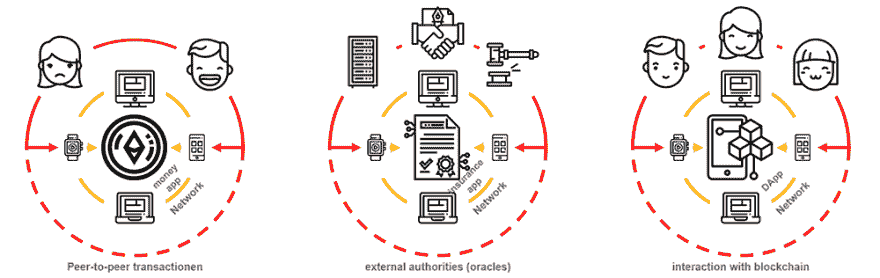 money
app
Network
Peer-to-peer transactionen
insurance
app
Network
external authorities (oracles)
DApp
Network
interaction with blockchain